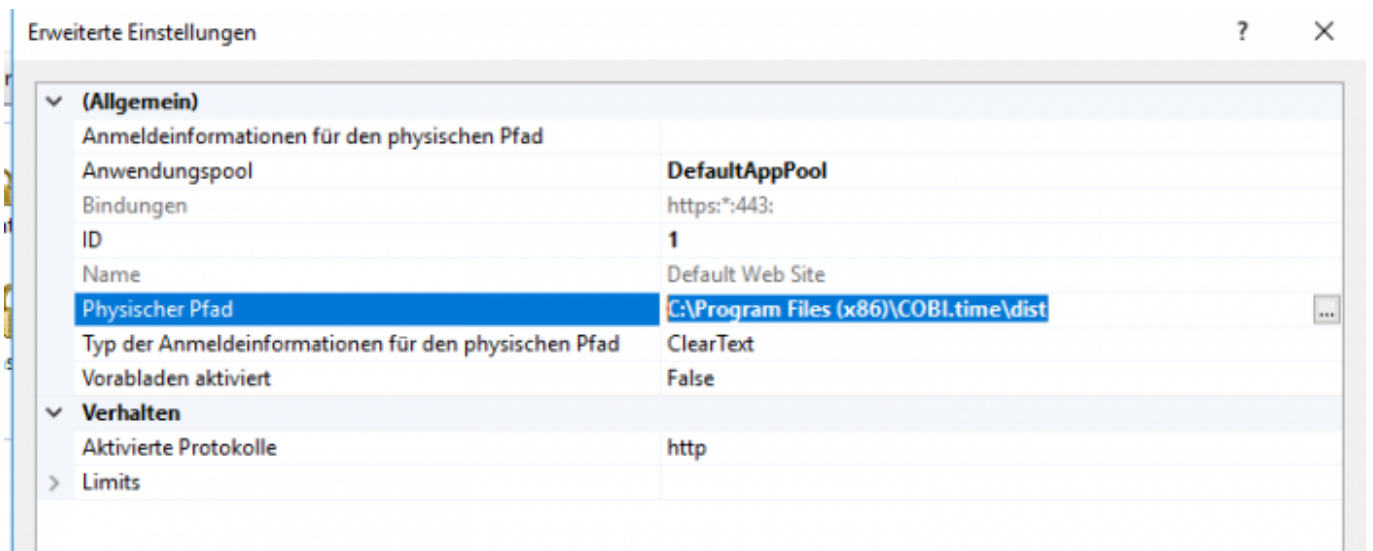 Erweiterte Einstellungen ? ✕
(Allgemein)
Anmeldeinformationen für den physischen Pfad
Anwendungspool DefaultAppPool
Bindungen https:*:443:
ID 1
Name Default Web Site
Physischer Pfad C:\Program Files (x86)\COBI.time\dist ...
Typ der Anmeldeinformationen für den physischen Pfad ClearText
Vorabladen aktiviert False
Verhalten
Aktivierte Protokolle http
Limits